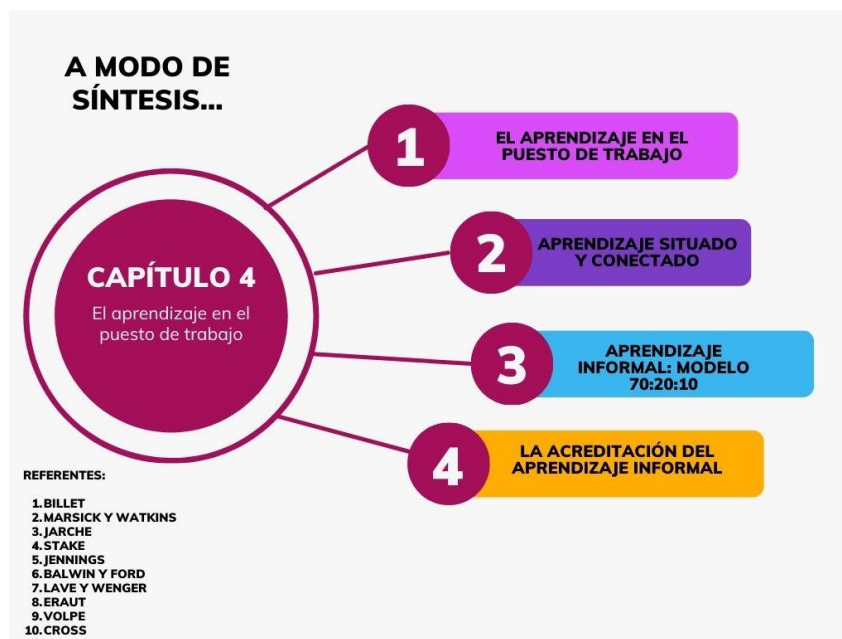 A MODO DE
SÍNTESIS...
CAPÍTULO 4
El aprendizaje en el
puesto de trabajo
1
EL APRENDIZAJE EN EL
PUESTO DE TRABAJO
2
APRENDIZAJE SITUADO
Y CONECTADO
3
APRENDIZAJE
INFORMAL: MODELO
70:20:10
4
LA ACREDITACIÓN DEL
APRENDIZAJE INFORMAL
REFERENTES:
1. BILLET
2. MARSICK Y WATKINS
3. JARCHE
4. STAKE
5. JENNINGS
6. BALWIN Y FORD
7. LAVE Y WENGER
8. ERAUT
9. VOLPE
10. CROSS